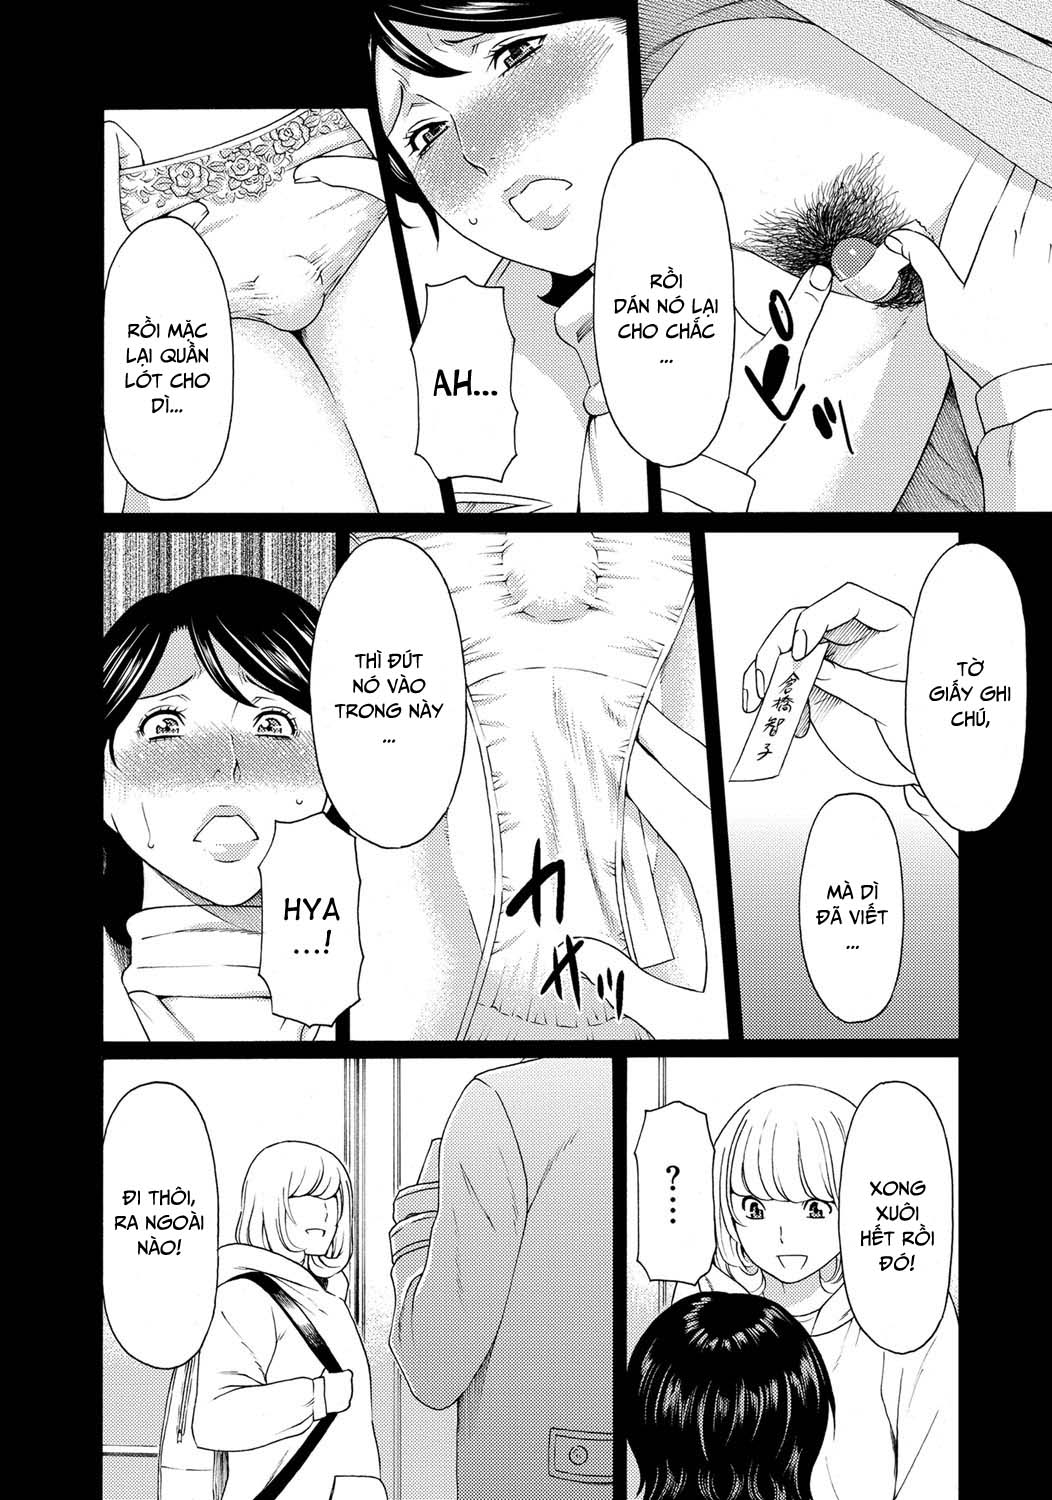 RỒI
DÁN NÓ LẠI
CHO CHẮC
...
AH...
RỒI MẶC
LẠI QUẦN
LÓT CHO
DÌ...
TỜ
GIẤY GHI
CHÚ,
倉橋智子
MÀ DÌ
ĐÃ VIẾT
...
THÌ ĐÚT
NÓ VÀO
TRONG NÀY
...
HYA
...!
XONG
XUÔI
HẾT RỒI
ĐÓ!
?...
ĐI THÔI,
RA NGOÀI
NÀO!